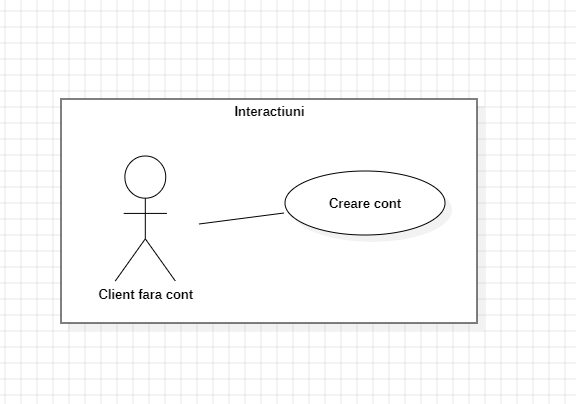 Interactiuni
Creare cont
Client fara cont